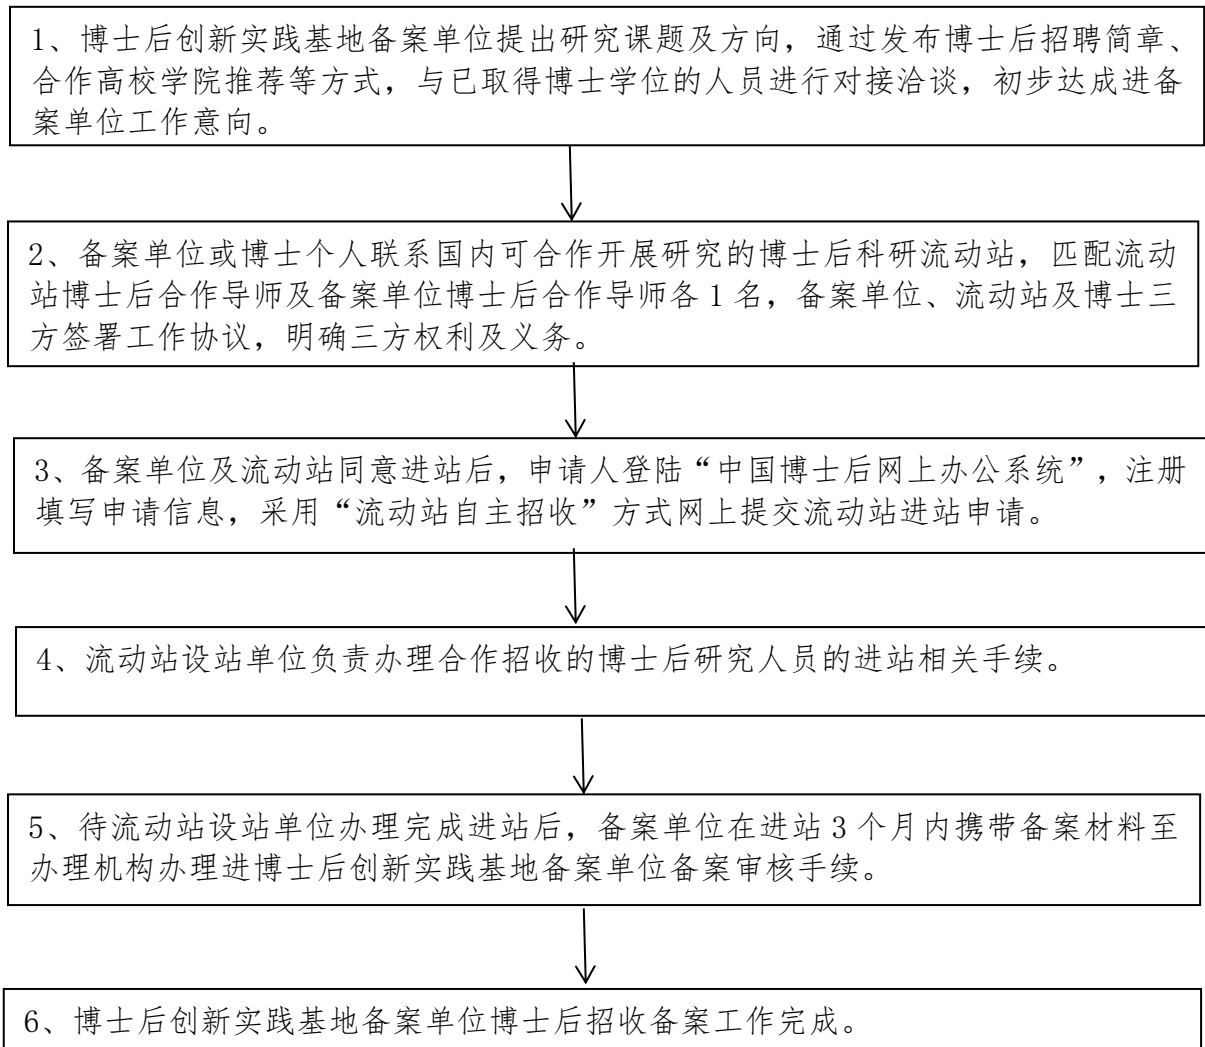 1、博士后创新实践基地备案单位提出研究课题及方向，通过发布博士后招聘简章、
合作高校学院推荐等方式，与已取得博士学位的人员进行对接洽谈，初步达成进备
案单位工作意向。
2、备案单位或博士个人联系国内可合作开展研究的博士后科研流动站，匹配流动
站博士后合作导师及备案单位博士后合作导师各 1 名，备案单位、流动站及博士三
方签署工作协议，明确三方权利及义务。
3、备案单位及流动站同意进站后，申请人登陆“中国博士后网上办公系统”，注册
填写申请信息，采用“流动站自主招收”方式网上提交流动站进站申请。
4、流动站设站单位负责办理合作招收的博士后研究人员的进站相关手续。
5、待流动站设站单位办理完成进站后，备案单位在进站 3 个月内携带备案材料至
办理机构办理进博士后创新实践基地备案单位备案审核手续。
6、博士后创新实践基地备案单位博士后招收备案工作完成。